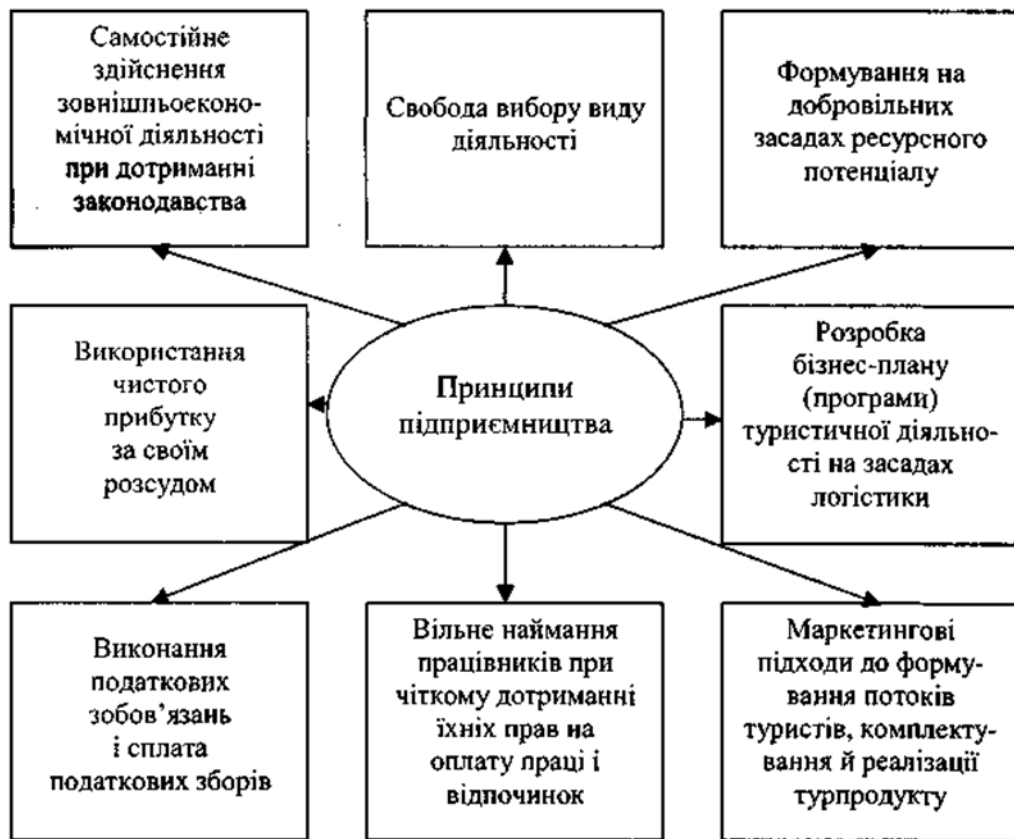 Самостійне
здійснення
зовнішньоеконо-
мічної діяльності
при дотриманні
законодавства
Свобода вибору виду
діяльності
Формування на
добровільних
засадах ресурсного
потенціалу
Використання
чистого
прибутку
за своїм
розсудом
Принципи
підприємництва
Розробка
бізнес-плану
(програми)
туристичної діяльно-
сті на засадах
логістики
Виконання
податкових
зобов’язань
і сплата
податкових зборів
Вільне наймання
працівників при
чіткому дотриманні
їхніх прав на
оплату праці і
відпочинок
Маркетингові
підходи до форму-
вання потоків
туристів, комплекту-
вання й реалізації
турпродукту